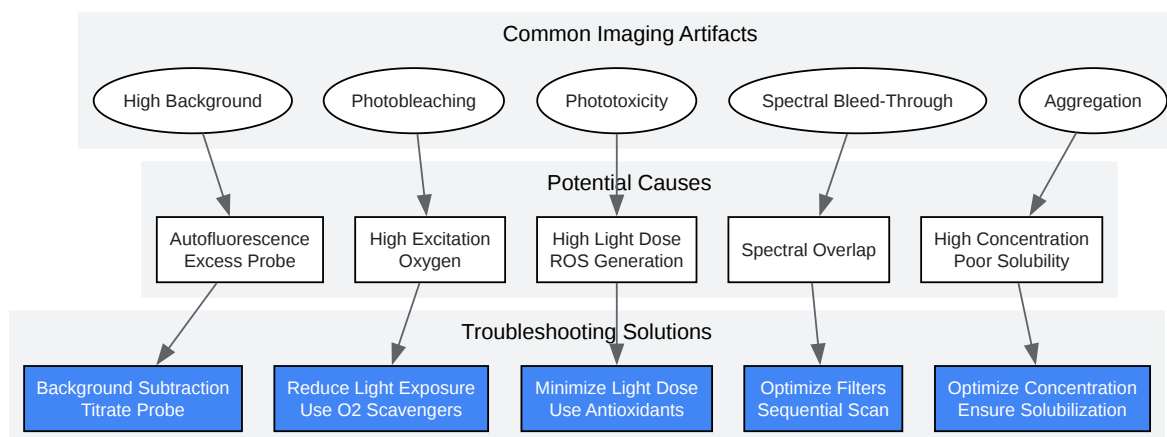 Common Imaging Artifacts
High Background
Photobleaching
Phototoxicity
Spectral Bleed-Through
Aggregation
Potential Causes
Autofluorescence
Excess Probe
High Excitation
Oxygen
High Light Dose
ROS Generation
Spectral Overlap
High Concentration
Poor Solubility
Troubleshooting Solutions
Background Subtraction
Titrate Probe
Reduce Light Exposure
Use O2 Scavengers
Minimize Light Dose
Use Antioxidants
Optimize Filters
Sequential Scan
Optimize Concentration
Ensure Solubilization